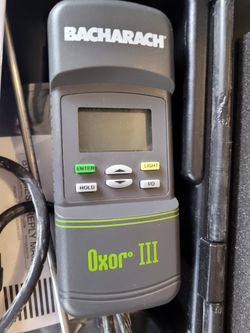 BACHARACH
ENTER LIGHT
HOLD I/O
Oxor III